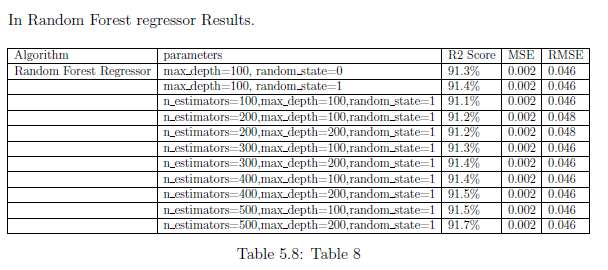 In Random Forest regressor Results.
Algorithm parameters R2 Score MSE RMSE
Random Forest Regressor max_depth=100, random_state=0 91.3% 0.002 0.046
max_depth=100, random_state=1 91.4% 0.002 0.046
n_estimators=100,max_depth=100,random_state=1 91.1% 0.002 0.046
n_estimators=200,max_depth=100,random_state=1 91.2% 0.002 0.048
n_estimators=200,max_depth=200,random_state=1 91.2% 0.002 0.048
n_estimators=300,max_depth=100,random_state=1 91.3% 0.002 0.046
n_estimators=300,max_depth=200,random_state=1 91.4% 0.002 0.046
n_estimators=400,max_depth=100,random_state=1 91.4% 0.002 0.046
n_estimators=400,max_depth=200,random_state=1 91.5% 0.002 0.046
n_estimators=500,max_depth=100,random_state=1 91.5% 0.002 0.046
n_estimators=500,max_depth=200,random_state=1 91.7% 0.002 0.046
Table 5.8: Table 8